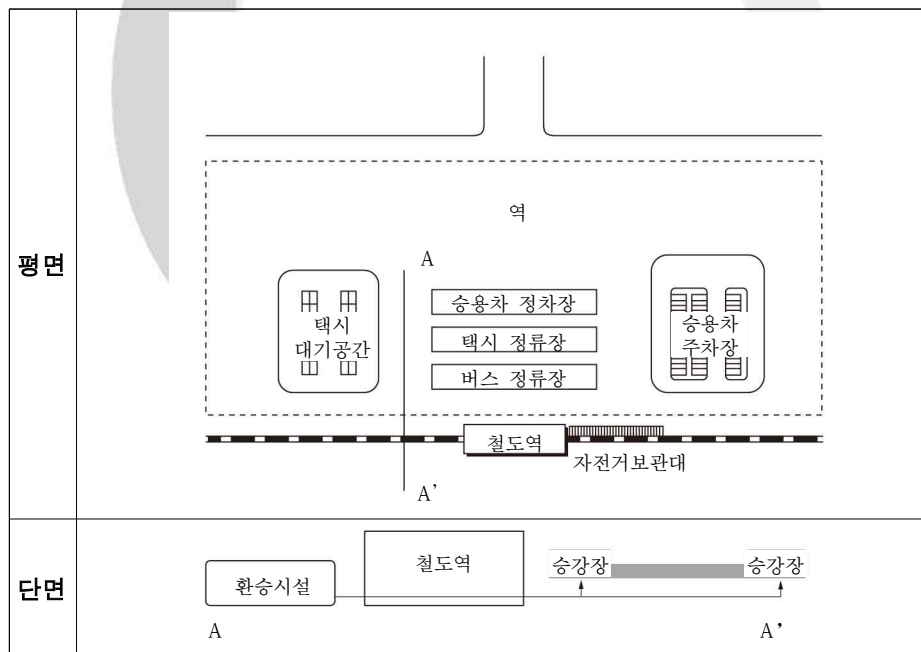 평면
역
A
승용차 정차장
택시
대기공간
택시 정류장
승용차
주차장
버스 정류장
철도역
자전거보관대
A’
단면
철도역
승강장
승강장
환승시설
A
A’